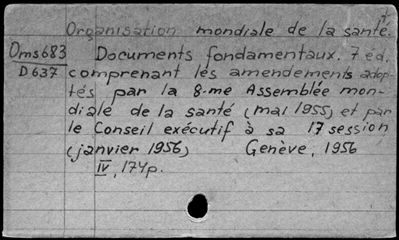 Organisation mondiale de la santé.
Oms683 Documents fondamentaux. 7 éd.
D637 comprenant les amendements adop-
tés par la 8-me Assemblée mon-
diale de la santé (mai 1955) et par
le Conseil exécutif à sa 17 session
(janvier 1956) Genève, 1956
IV, 174p.